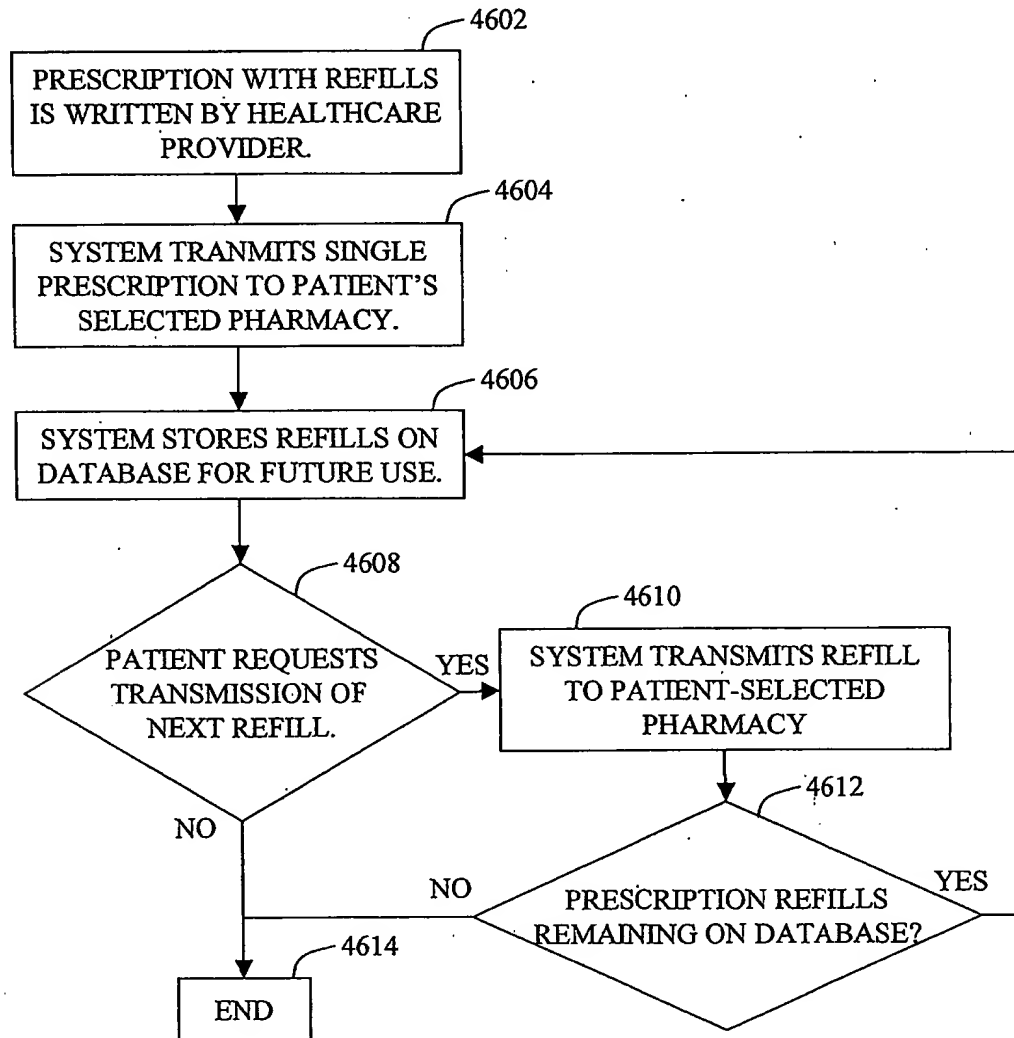 4602
PRESCRIPTION WITH REFILLS
IS WRITTEN BY HEALTHCARE
PROVIDER.
4604
SYSTEM TRANMITS SINGLE
PRESCRIPTION TO PATIENT'S
SELECTED PHARMACY.
4606
SYSTEM STORES REFILLS ON
DATABASE FOR FUTURE USE.
4608
PATIENT REQUESTS
TRANSMISSION OF
NEXT REFILL.
YES
4610
SYSTEM TRANSMITS REFILL
TO PATIENT-SELECTED
PHARMACY
4612
NO
NO
YES
PRESCRIPTION REFILLS
REMAINING ON DATABASE?
4614
END